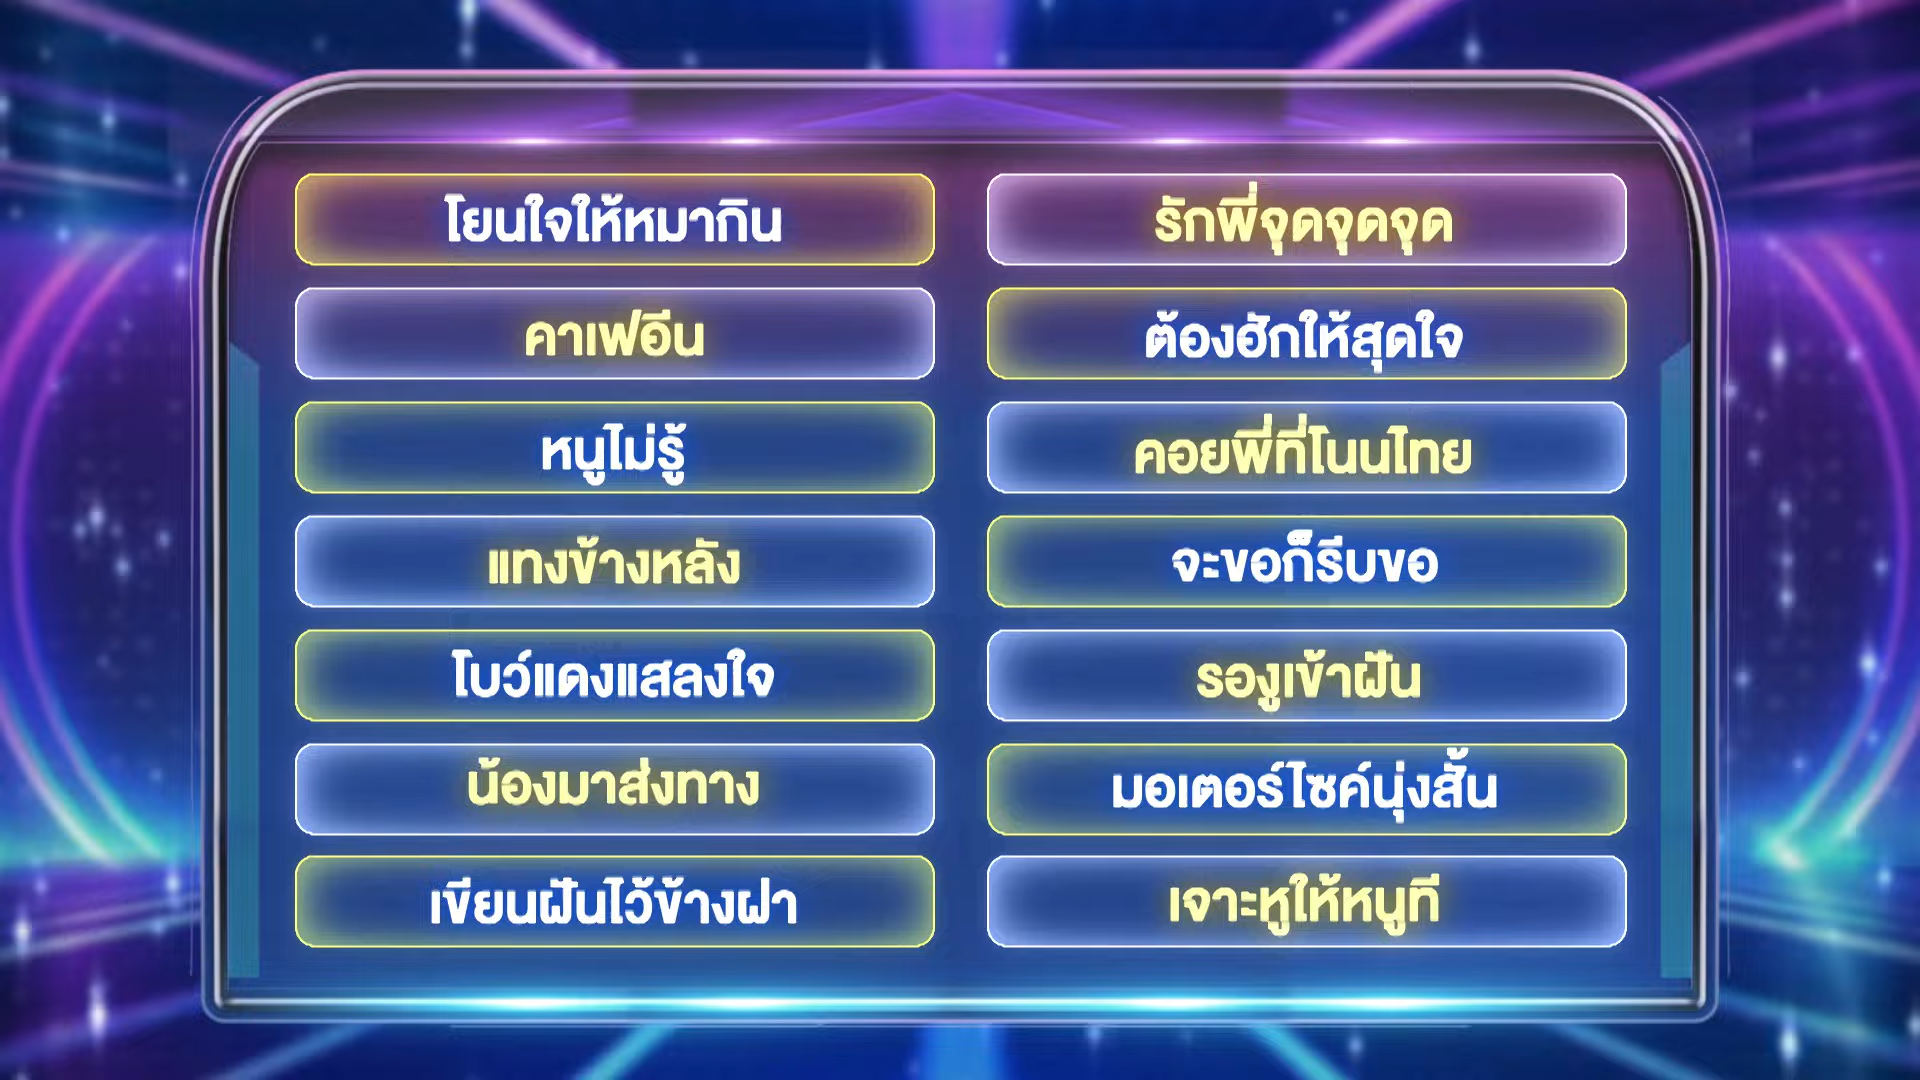 โยนใจให้หมากิน
รักพี่จุดจุดจุด
คาเฟอีน
ต้องฮักให้สุดใจ
หนูไม่รู้
คอยพี่ที่โนนไทย
แทงข้างหลัง
จะขอก็รีบขอ
โบว์แดงแสลงใจ
รองูเข้าฝัน
น้องมาส่งทาง
มอเตอร์ไซค์นุ่งสั้น
เขียนฝันไว้ข้างฝา
เจาะหูให้หนูที